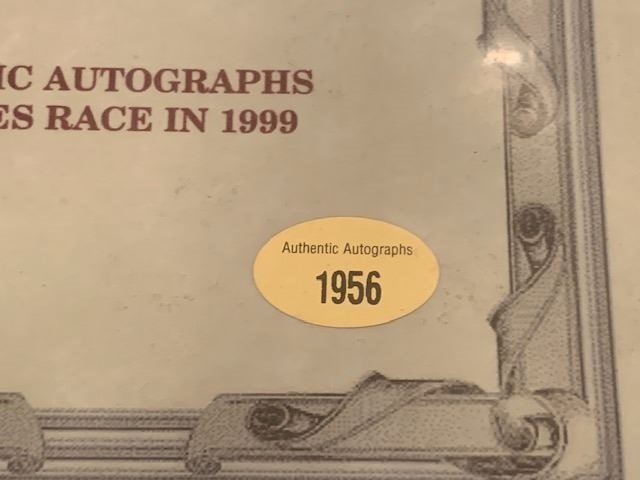 IC AUTOGRAPHS
ES RACE IN 1999
Authentic Autographs
1956